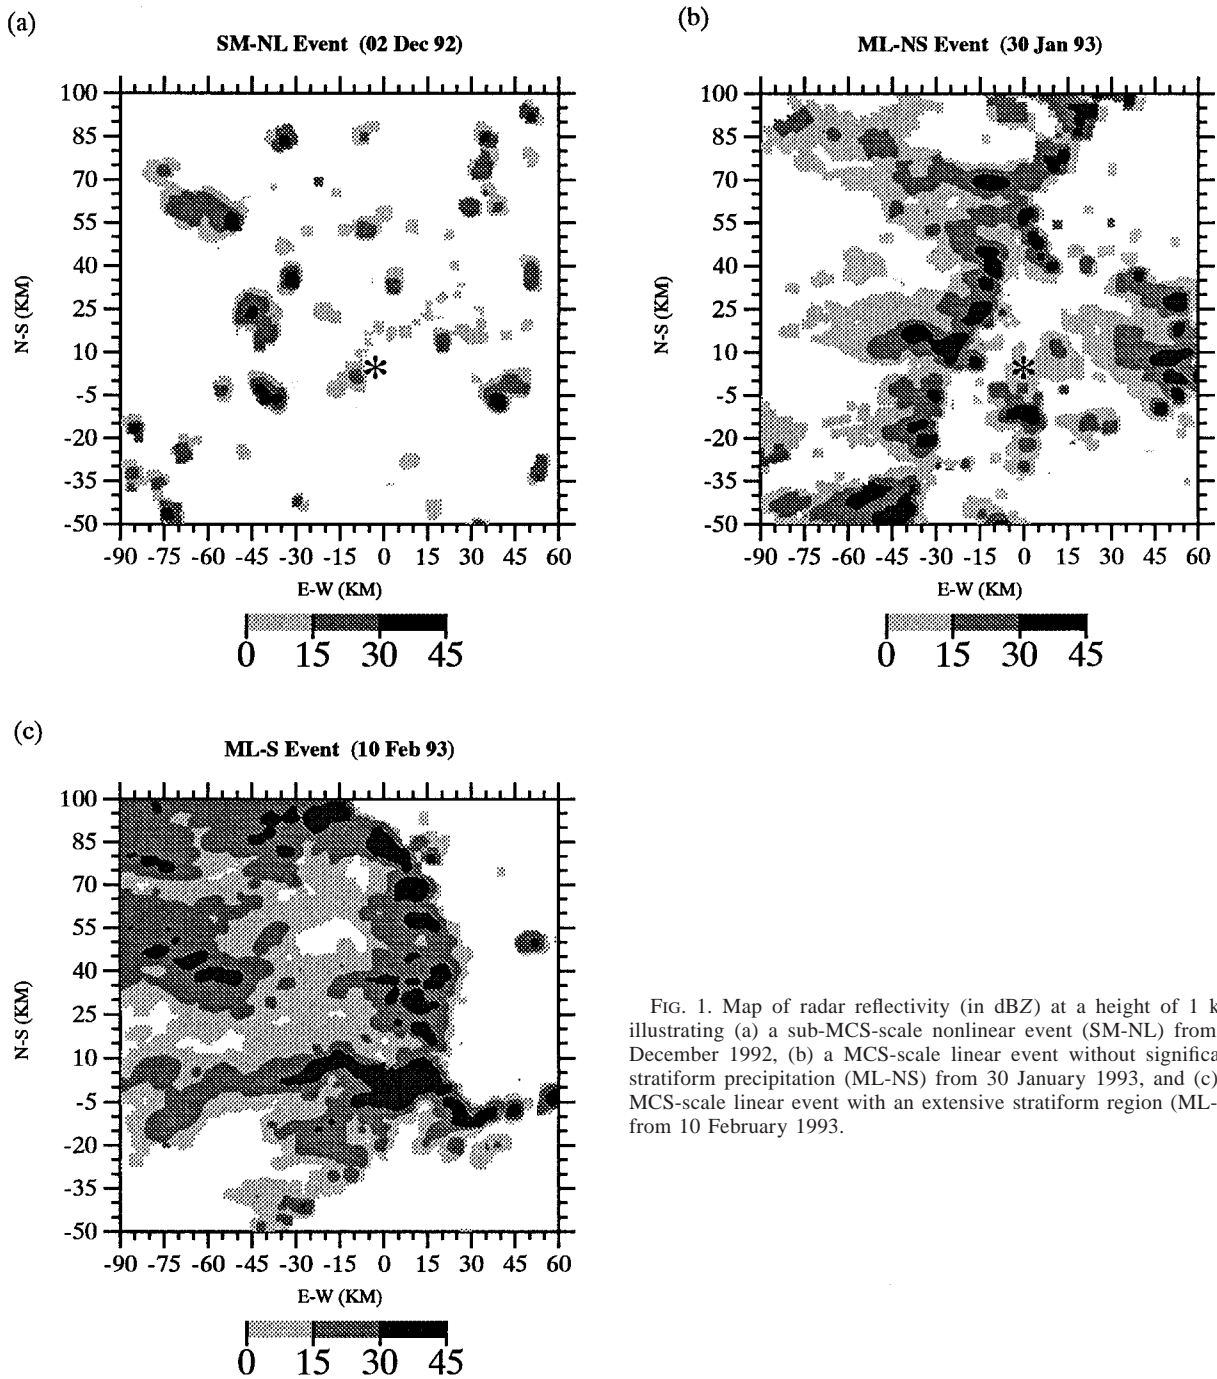 (a)
SM-NL Event (02 Dec 92)
100
85
70
55
40
25
10
-5
-20
-35
-50
N-S (KM)
-90 -75 -60 -45 -30 -15 0 15 30 45 60
E-W (KM)
0 15 30 45
(b)
ML-NS Event (30 Jan 93)
100
85
70
55
40
25
10
-5
-20
-35
-50
N-S (KM)
-90 -75 -60 -45 -30 -15 0 15 30 45 60
E-W (KM)
0 15 30 45
(c)
ML-S Event (10 Feb 93)
100
85
70
55
40
25
10
-5
-20
-35
-50
N-S (KM)
-90 -75 -60 -45 -30 -15 0 15 30 45 60
E-W (KM)
0 15 30 45
FIG. 1. Map of radar reflectivity (in dBZ) at a height of 1 k
illustrating (a) a sub-MCS-scale nonlinear event (SM-NL) from
December 1992, (b) a MCS-scale linear event without significa
stratiform precipitation (ML-NS) from 30 January 1993, and (c)
MCS-scale linear event with an extensive stratiform region (ML-
from 10 February 1993.